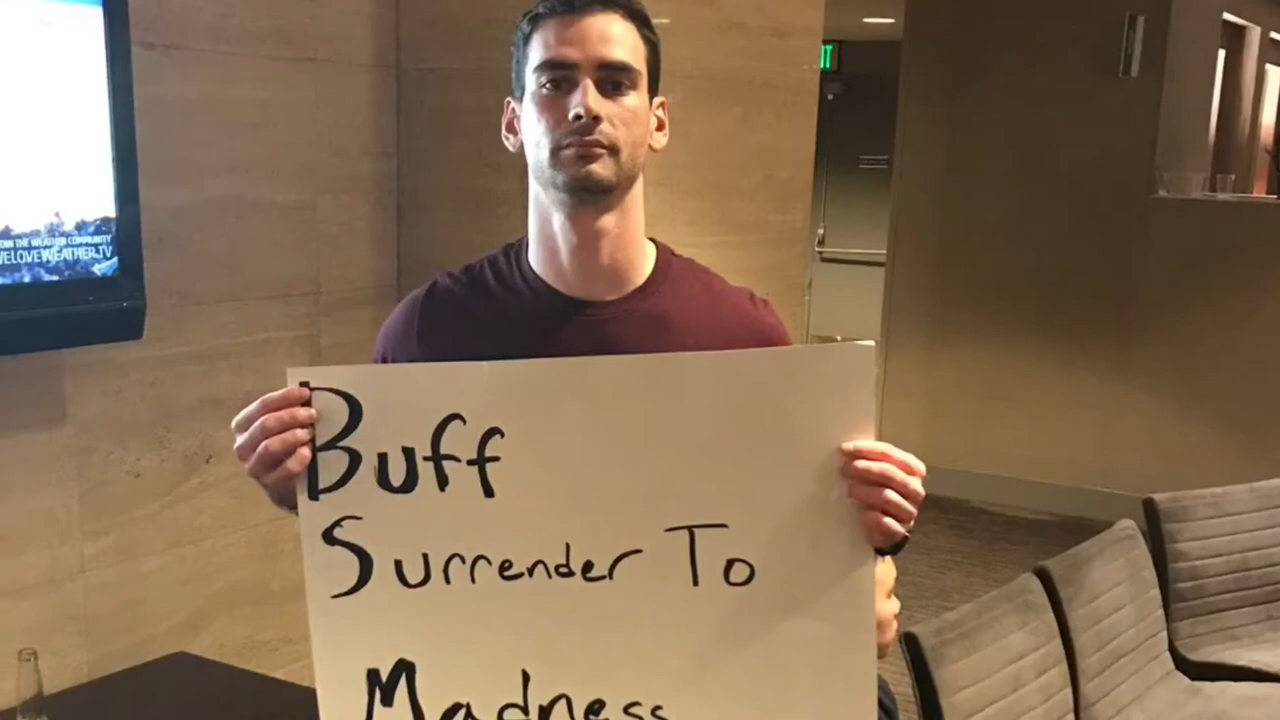 JOIN THE WEATHER COMMUNITY
WELOVEWEATHER.TV
Buff
Surrender To
Madness